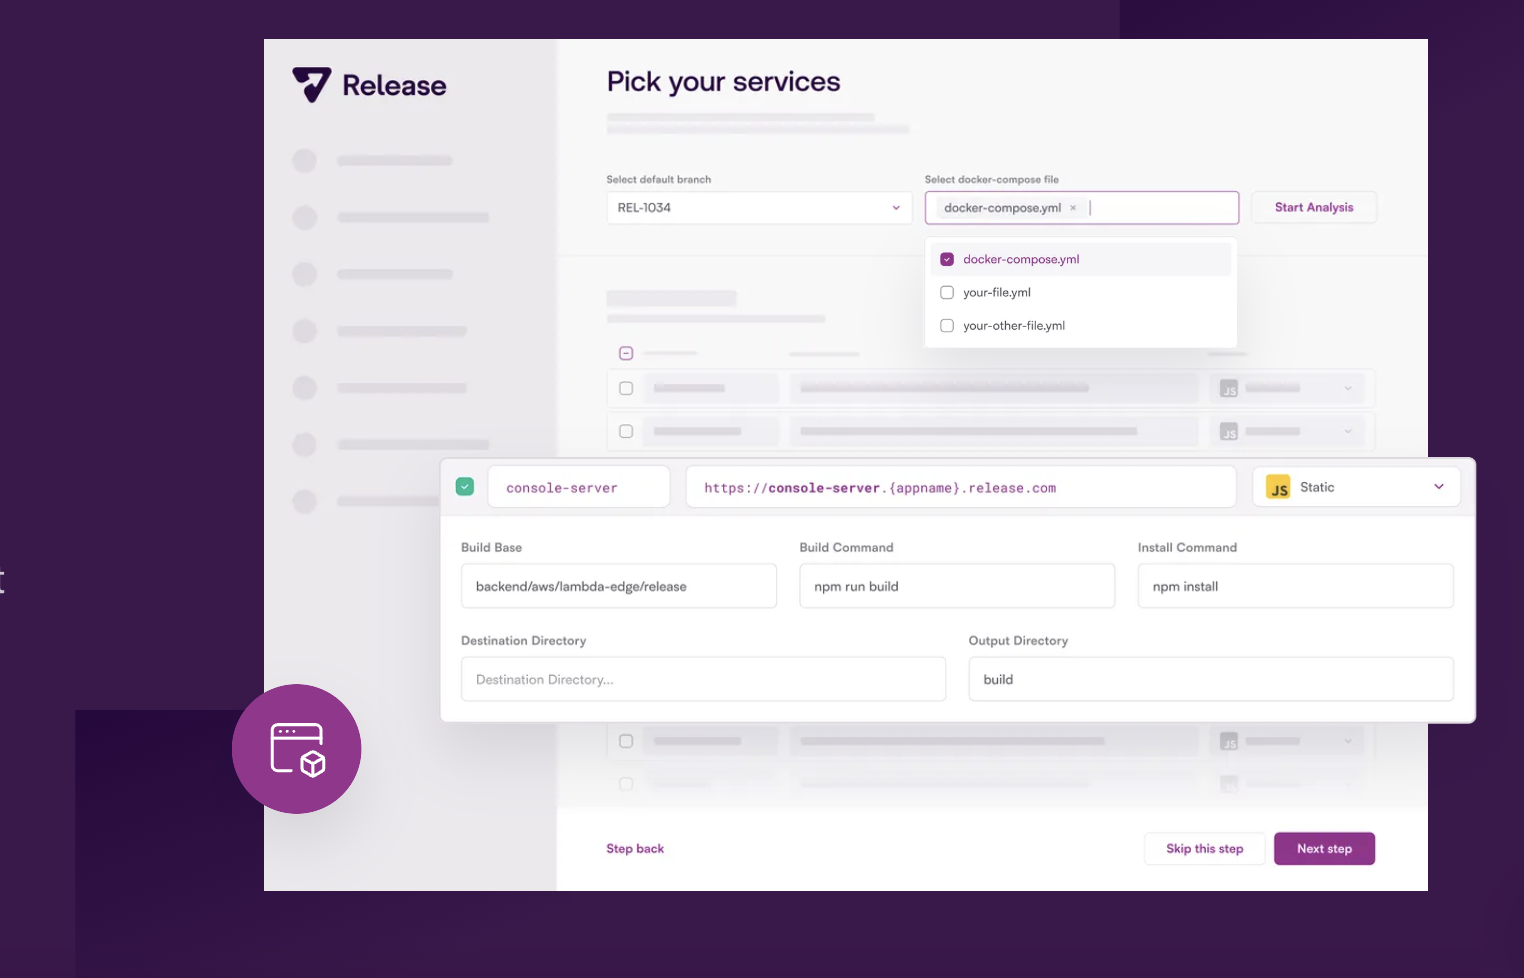 Release
Pick your services
Select default branch
Select docker-compose file
REL-1034
docker-compose.yml ×
Start Analysis
docker-compose.yml
your-file.yml
your-other-file.yml
JS
JS
console-server
https://console-server.{appname}.release.com
JS Static
Build Base
Build Command
Install Command
backend/aws/lambda-edge/release
npm run build
npm install
Destination Directory
Output Directory
Destination Directory...
build
JS
JS
Step back
Skip this step
Next step
t